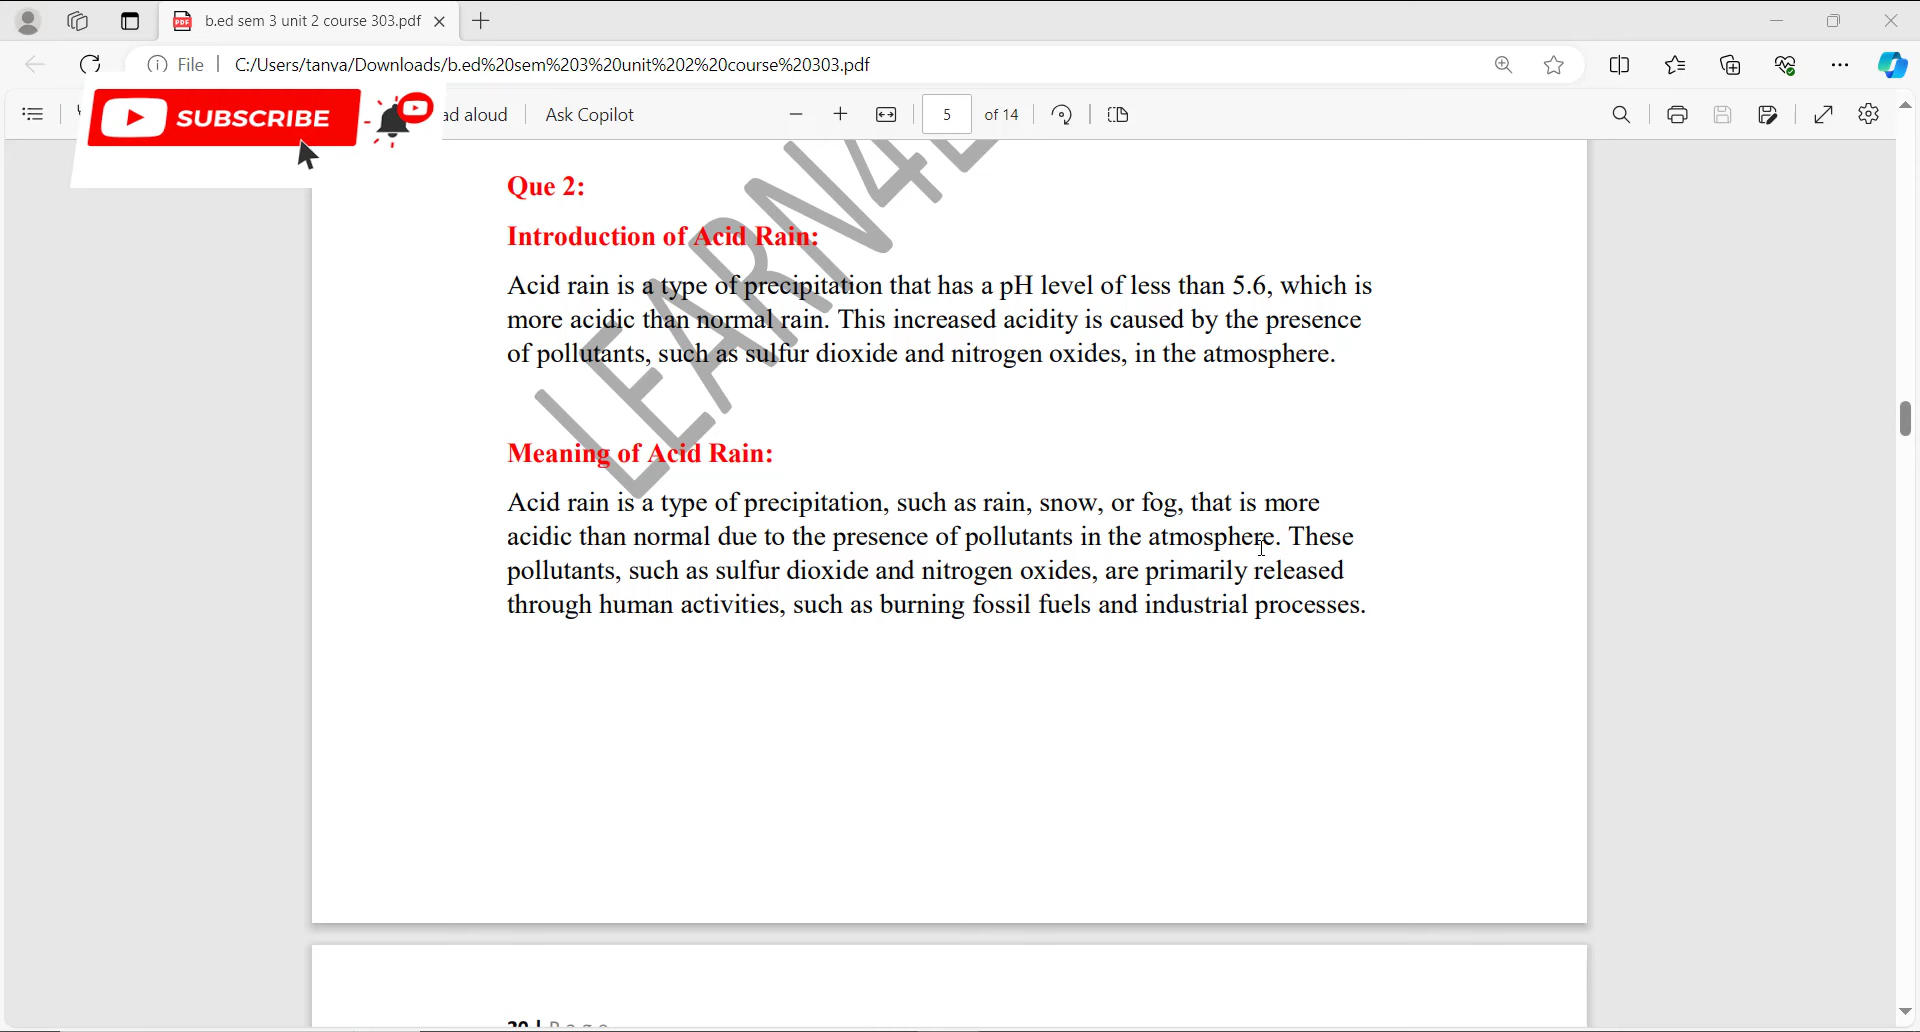 b.ed sem 3 unit 2 course 303.pdf
File
C:/Users/tanva/Downloads/b.ed%20sem%203%20unit%202%20course%20303.pdf
SUBSCRIBE
ad aloud
Ask Copilot
5 of 14
Que 2:
Introduction of Acid Rain:
Acid rain is a type of precipitation that has a pH level of less than 5.6, which is
more acidic than normal rain. This increased acidity is caused by the presence
of pollutants, such as sulfur dioxide and nitrogen oxides, in the atmosphere.
LEARN4
Meaning of Acid Rain:
Acid rain is a type of precipitation, such as rain, snow, or fog, that is more
acidic than normal due to the presence of pollutants in the atmosphere. These
pollutants, such as sulfur dioxide and nitrogen oxides, are primarily released
through human activities, such as burning fossil fuels and industrial processes.